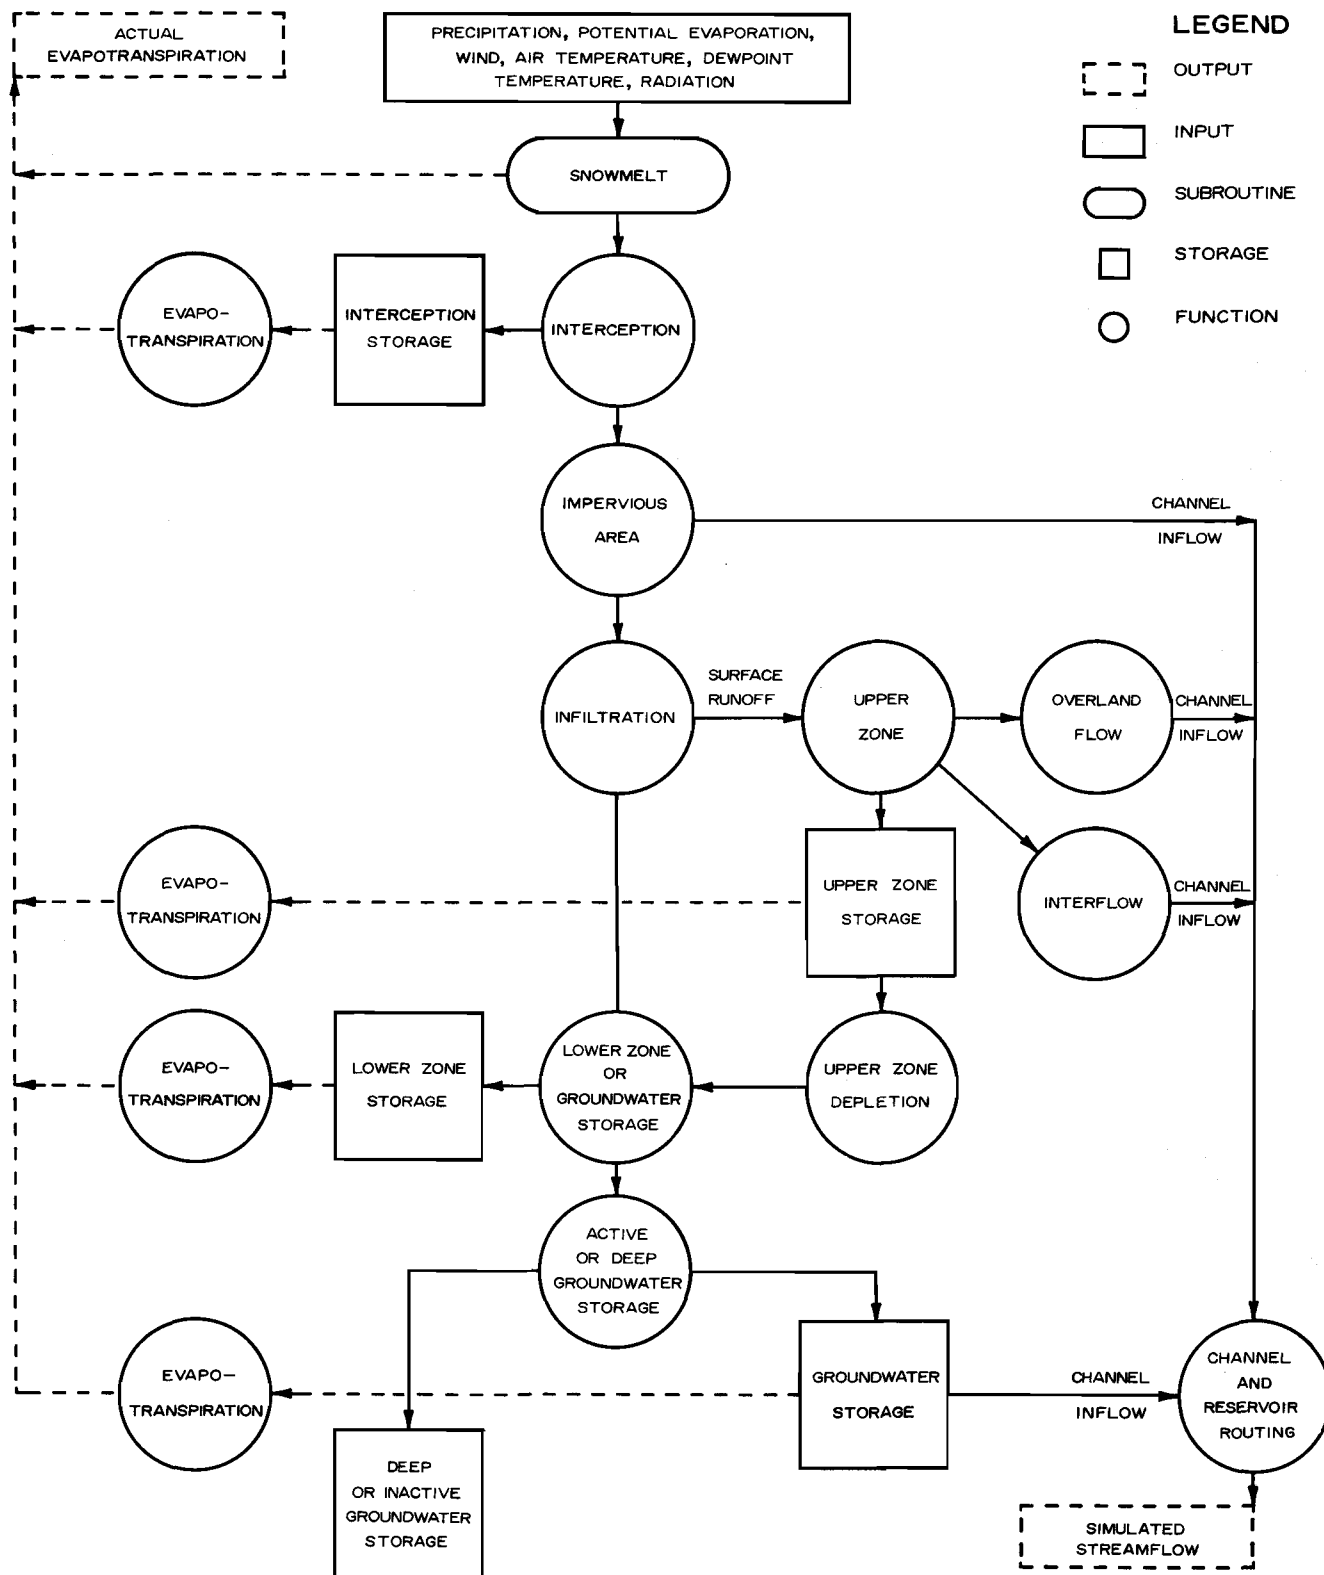 ACTUAL
EVAPOTRANSPIRATION
PRECIPITATION, POTENTIAL EVAPORATION,
WIND, AIR TEMPERATURE, DEWPOINT
TEMPERATURE, RADIATION
LEGEND
OUTPUT
INPUT
SUBROUTINE
STORAGE
FUNCTION
SNOWMELT
EVAPO-
TRANSPIRATION
INTERCEPTION
STORAGE
INTERCEPTION
IMPERVIOUS
AREA
CHANNEL
INFLOW
INFILTRATION
SURFACE
RUNOFF
UPPER
ZONE
OVERLAND
FLOW
CHANNEL
INFLOW
EVAPO-
TRANSPIRATION
UPPER ZONE
STORAGE
INTERFLOW
CHANNEL
INFLOW
EVAPO-
TRANSPIRATION
LOWER ZONE
STORAGE
LOWER ZONE
OR
GROUNDWATER
STORAGE
UPPER ZONE
DEPLETION
ACTIVE
OR DEEP
GROUNDWATER
STORAGE
EVAPO-
TRANSPIRATION
GROUNDWATER
STORAGE
CHANNEL
INFLOW
CHANNEL
AND
RESERVOIR
ROUTING
DEEP
OR INACTIVE
GROUNDWATER
STORAGE
SIMULATED
STREAMFLOW